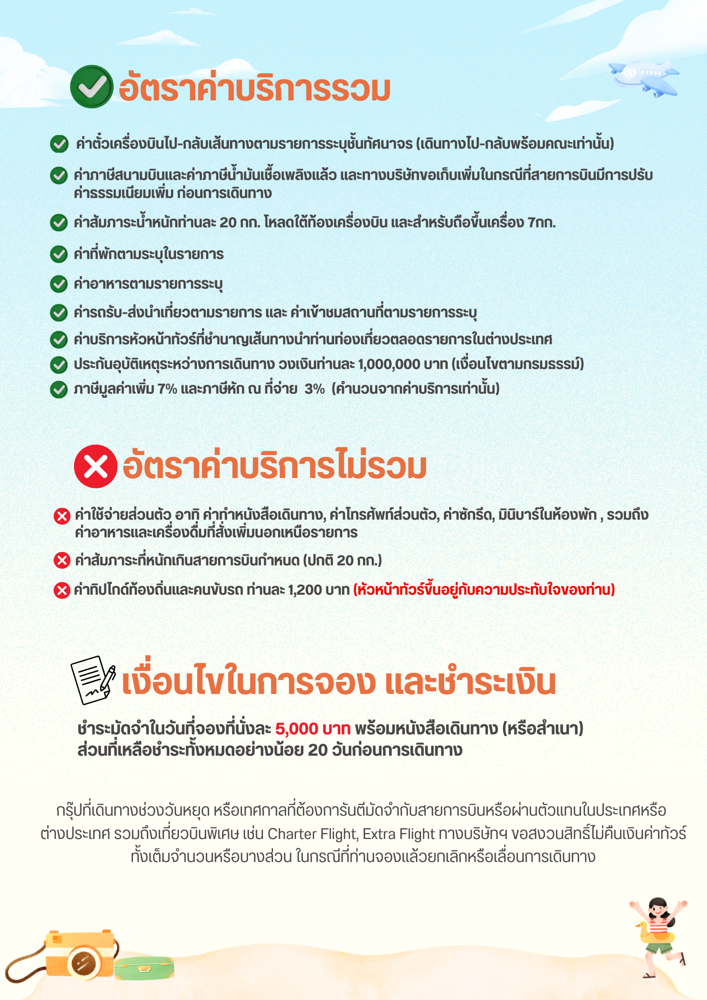 อัตราค่าบริการรวม
ค่าตั๋วเครื่องบินไป-กลับเส้นทางตามรายการระบุชั้นทัศนาจร (เดินทางไป-กลับพร้อมคณะเท่านั้น)
ค่าภาษีสนามบินและค่าภาษีน้ำมันเชื้อเพลิงแล้ว และทางบริษัทขอเก็บเพิ่มในกรณีที่สายการบินมีการปรับ
ค่าธรรมเนียมเพิ่ม ก่อนการเดินทาง
ค่าสัมภาระน้ำหนักท่านละ 20 กก. โหลดใต้ท้องเครื่องบิน และสำหรับถือขึ้นเครื่อง 7กก.
ค่าที่พักตามระบุในรายการ
ค่าอาหารตามรายการระบุ
ค่ารถรับ-ส่งนำเที่ยวตามรายการ และ ค่าเข้าชมสถานที่ตามรายการระบุ
ค่าบริการหัวหน้าทัวร์ที่ชำนาญเส้นทางนำท่านท่องเที่ยวตลอดรายการในต่างประเทศ
ประกันอุบัติเหตุระหว่างการเดินทาง วงเงินท่านละ 1,000,000 บาท (เงื่อนไขตามกรมธรรม์)
ภาษีมูลค่าเพิ่ม 7% และภาษีหัก ณ ที่จ่าย 3% (คำนวนจากค่าบริการเท่านั้น)
อัตราค่าบริการไม่รวม
ค่าใช้จ่ายส่วนตัว อาทิ ค่าทำหนังสือเดินทาง, ค่าโทรศัพท์ส่วนตัว, ค่าซักรีด, มินิบาร์ในห้องพัก , รวมถึง
ค่าอาหารและเครื่องดื่มที่สั่งเพิ่มนอกเหนือรายการ
ค่าสัมภาระที่หนักเกินสายการบินกำหนด (ปกติ 20 กก.)
ค่าทิปไกด์ท้องถิ่นและคนขับรถ ท่านละ 1,200 บาท (หัวหน้าทัวร์ขึ้นอยู่กับความประทับใจของท่าน)
เงื่อนไขในการจอง และชำระเงิน
ชำระมัดจำในวันที่จองที่นั่งละ 5,000 บาท พร้อมหนังสือเดินทาง (หรือสำเนา)
ส่วนที่เหลือชำระทั้งหมดอย่างน้อย 20 วันก่อนการเดินทาง
กรุ๊ปที่เดินทางช่วงวันหยุด หรือเทศกาลที่ต้องการันตีมัดจำกับสายการบินหรือผ่านตัวแทนในประเทศหรือ
ต่างประเทศ รวมถึงเที่ยวบินพิเศษ เช่น Charter Flight, Extra Flight ทางบริษัทฯ ขอสงวนสิทธิ์ไม่คืนเงินค่าทัวร์
ทั้งเต็มจำนวนหรือบางส่วน ในกรณีที่ท่านจองแล้วยกเลิกหรือเลื่อนการเดินทาง